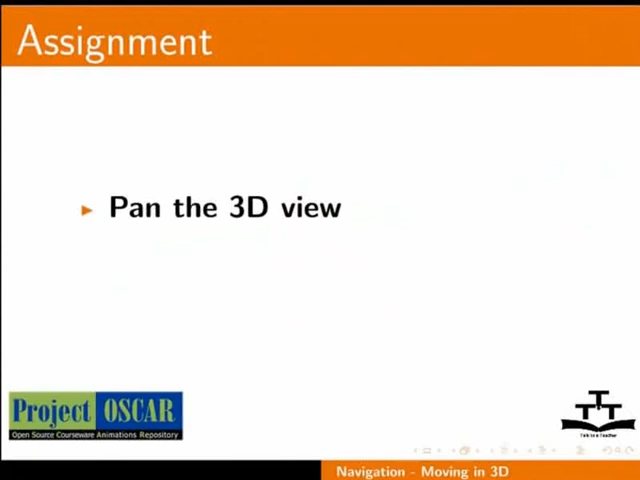 Assignment
Pan the 3D view
Project OSCAR
Open Source Courseware Animations Repository
Talk to a Teacher
Navigation - Moving in 3D